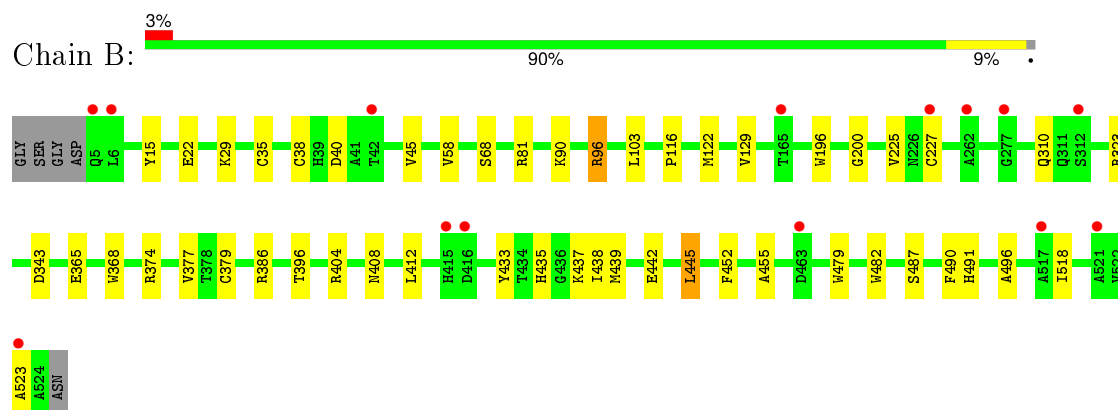 3%
Chain B:
90% 9% •
GLY SER GLY ASP Q5 L6 Y15 E22 K29 C35 C38 H39 D40 A41 T42 V45 V58 S68 R81 K90 R96 L103 P116 M122 V129 T165 W196 G200 V225 N226 C227 A262 G277 Q310 Q311 S312
D343 E365 W368 R374 V377 T378 C379 R386 T396 R404 N408 L412 H415 D416 Y433 T434 H435 G436 K437 I438 M439 E442 L445 F452 A455 D463 W479 W482 S487 F490 H491 A496 A517 I518 A521
A523 A524 ASN